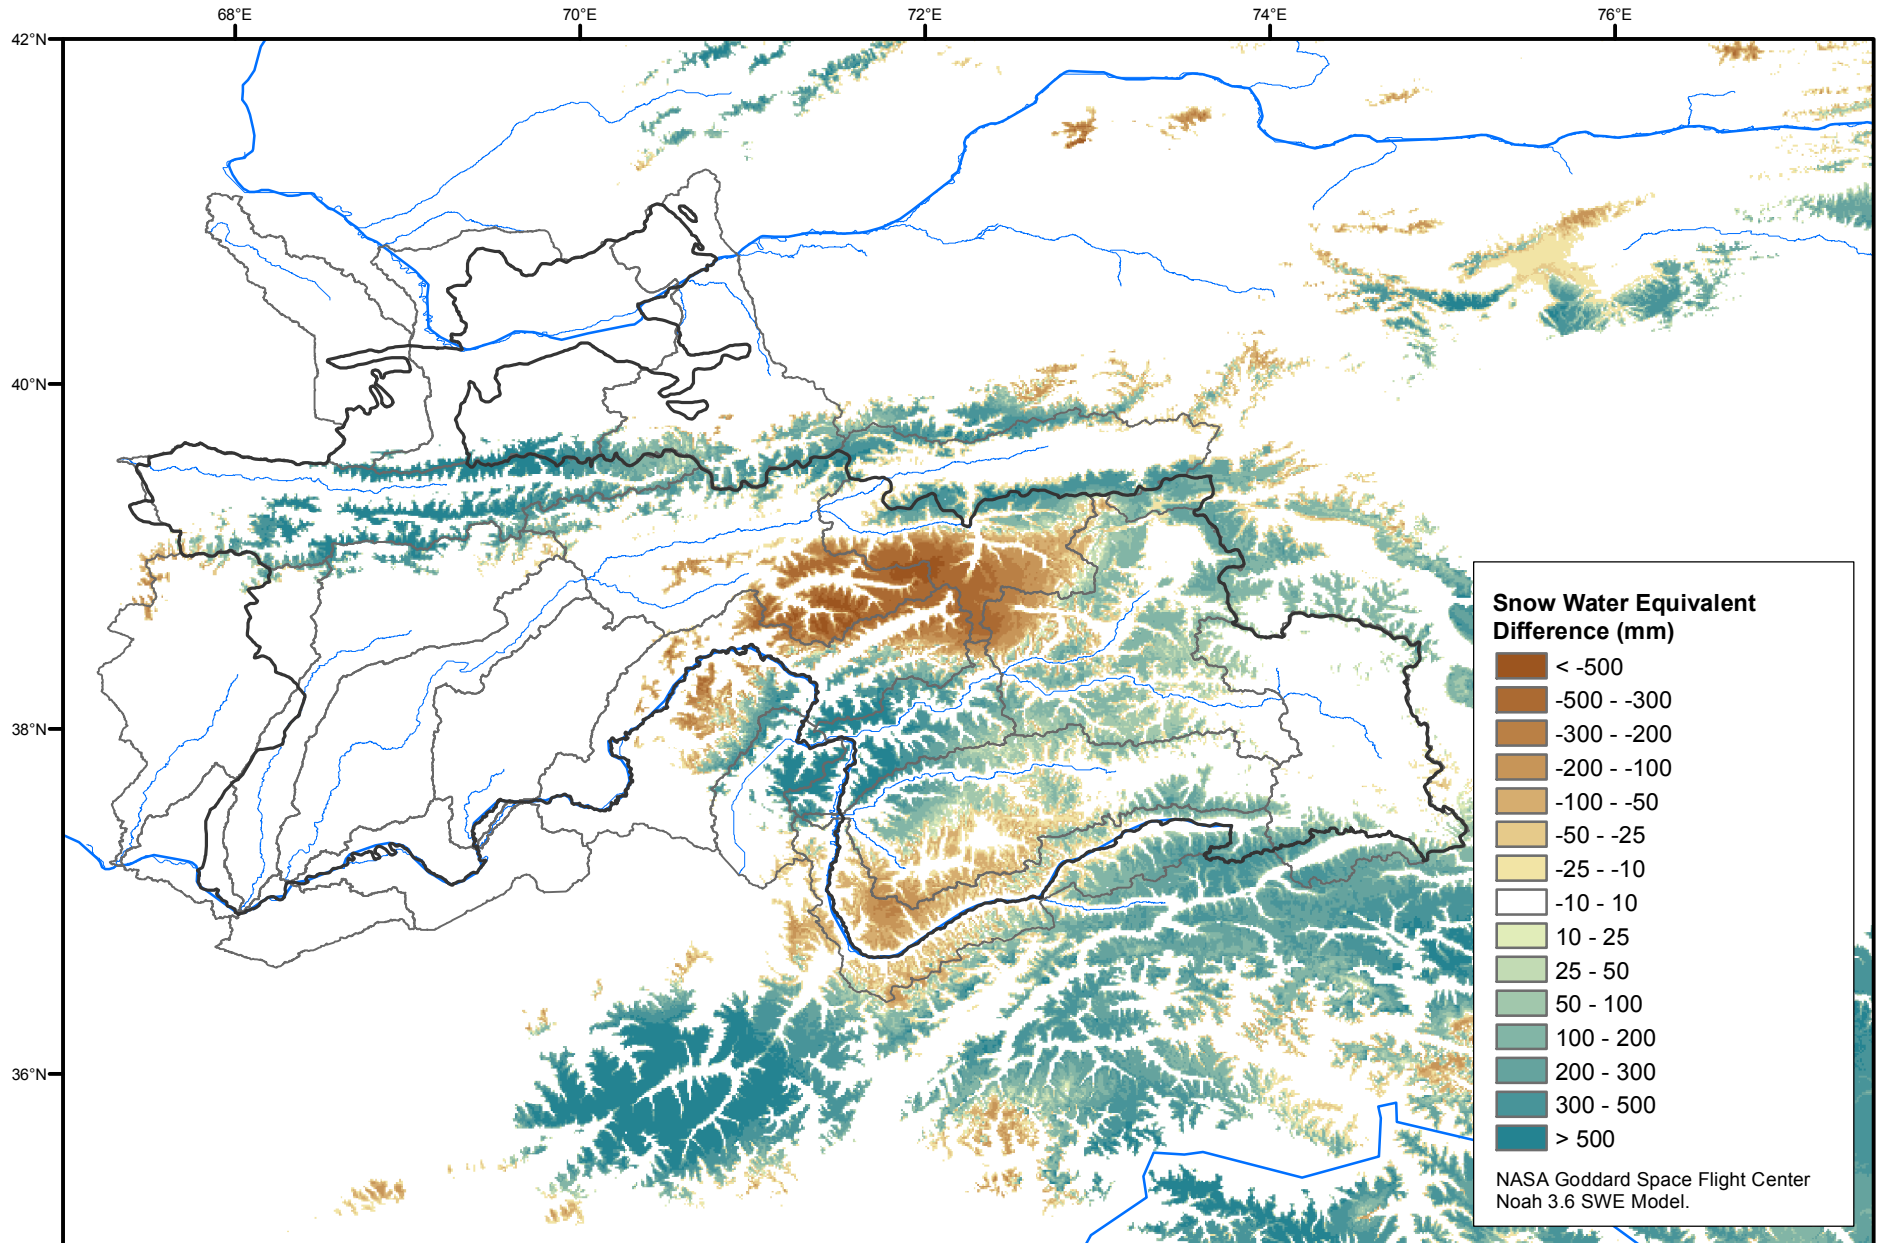 68°E
70°E
72°E
74°E
76°E
42°N
40°N
38°N
36°N
Snow Water Equivalent
Difference (mm)
< -500
-500 - -300
-300 - -200
-200 - -100
-100 - -50
-50 - -25
-25 - -10
-10 - 10
10 - 25
25 - 50
50 - 100
100 - 200
200 - 300
300 - 500
> 500
NASA Goddard Space Flight Center
Noah 3.6 SWE Model.